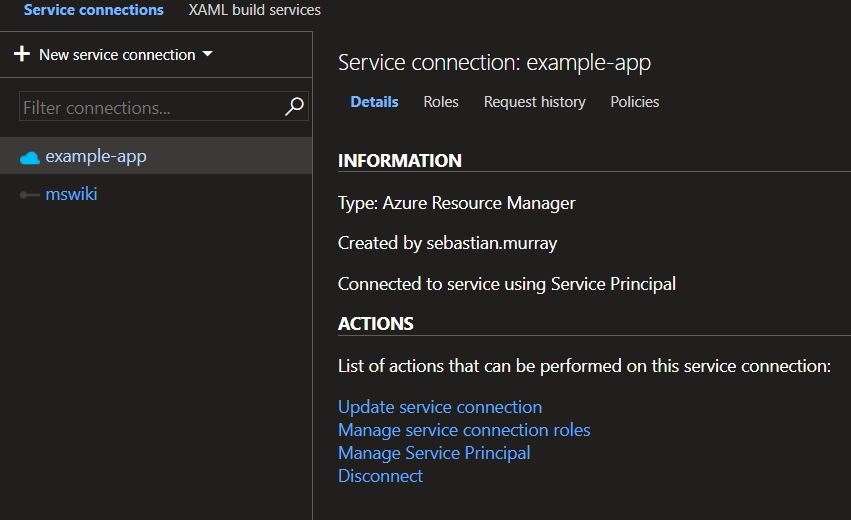 Service connections XAML build services
New service connection
Filter connections...
example-app
mswiki
Service connection: example-app
Details Roles Request history Policies
INFORMATION
Type: Azure Resource Manager
Created by sebastian.murray
Connected to service using Service Principal
ACTIONS
List of actions that can be performed on this service connection:
Update service connection
Manage service connection roles
Manage Service Principal
Disconnect